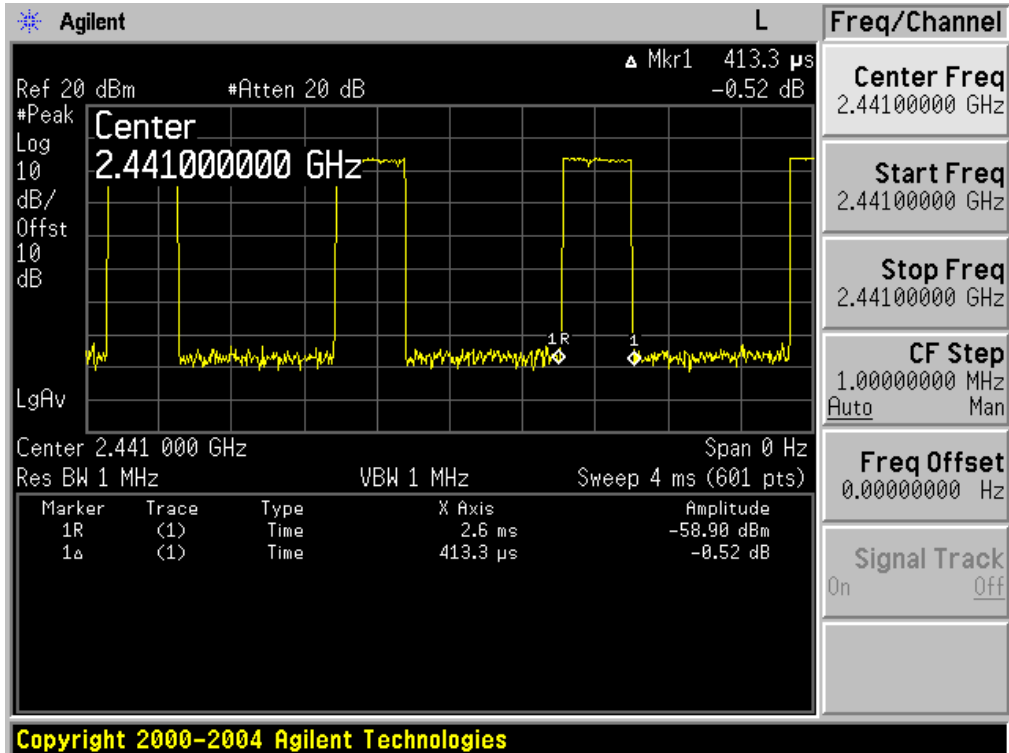 Agilent L
Freq/Channel
Δ Mkr1 413.3 µs
Ref 20 dBm #Atten 20 dB -0.52 dB
#Peak
Log
10
dB/
Offst
10
dB
LgAv
Center
2.441000000 GHz
1R 1
Center 2.441 000 GHz Span 0 Hz
Res BW 1 MHz VBW 1 MHz Sweep 4 ms (601 pts)
Marker Trace Type X Axis Amplitude
1R (1) Time 2.6 ms -58.90 dBm
1Δ (1) Time 413.3 µs -0.52 dB
Center Freq
2.44100000 GHz
Start Freq
2.44100000 GHz
Stop Freq
2.44100000 GHz
CF Step
1.00000000 MHz
Auto Man
Freq Offset
0.00000000 Hz
Signal Track
On Off
Copyright 2000-2004 Agilent Technologies